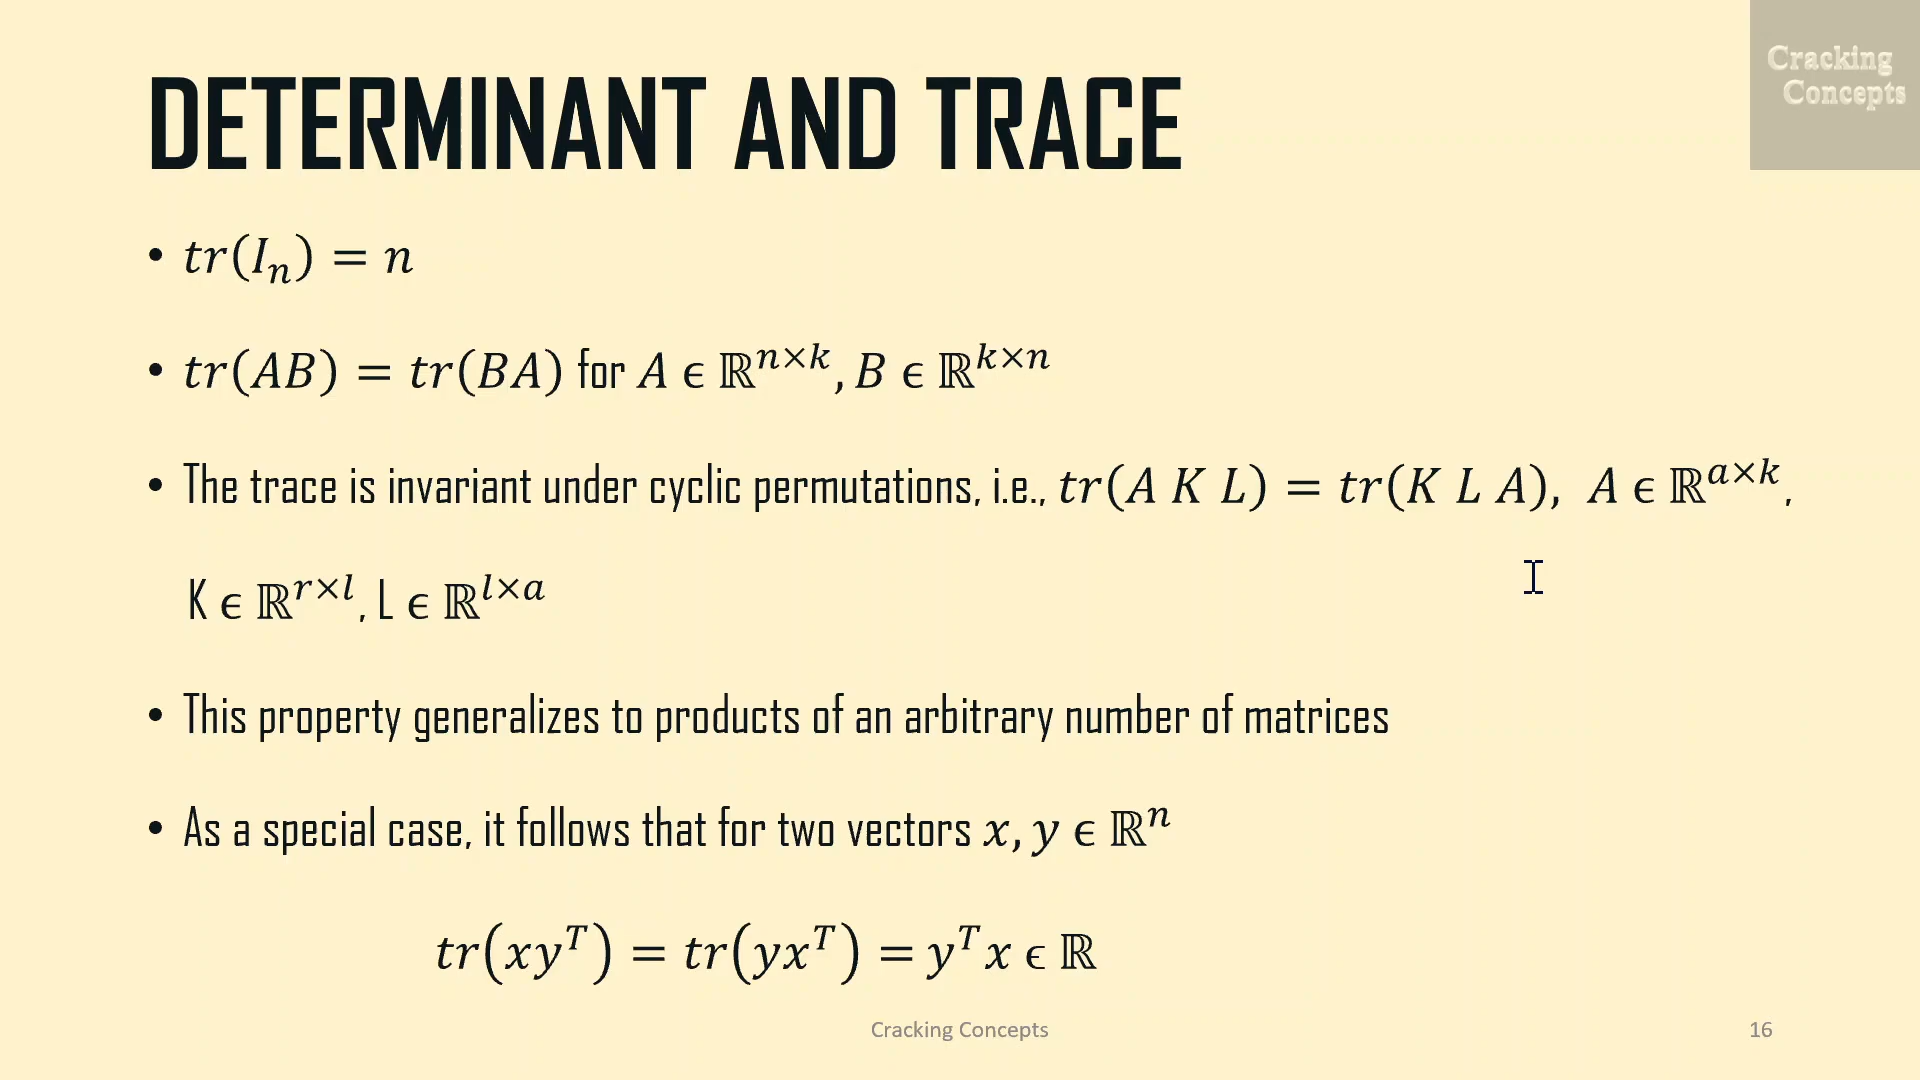 Cracking
Concepts
DETERMINANT AND TRACE
• tr(Iₙ) = n
• tr(AB) = tr(BA) for A ϵ ℝⁿˣᵏ, B ϵ ℝᵏˣⁿ
• The trace is invariant under cyclic permutations, i.e., tr(A K L) = tr(K L A), A ϵ ℝᵃˣᵏ,
K ϵ ℝʳˣˡ, L ϵ ℝˡˣᵃ
• This property generalizes to products of an arbitrary number of matrices
• As a special case, it follows that for two vectors x, y ϵ ℝⁿ
tr(xyᵀ) = tr(yxᵀ) = yᵀx ϵ ℝ
Cracking Concepts
16